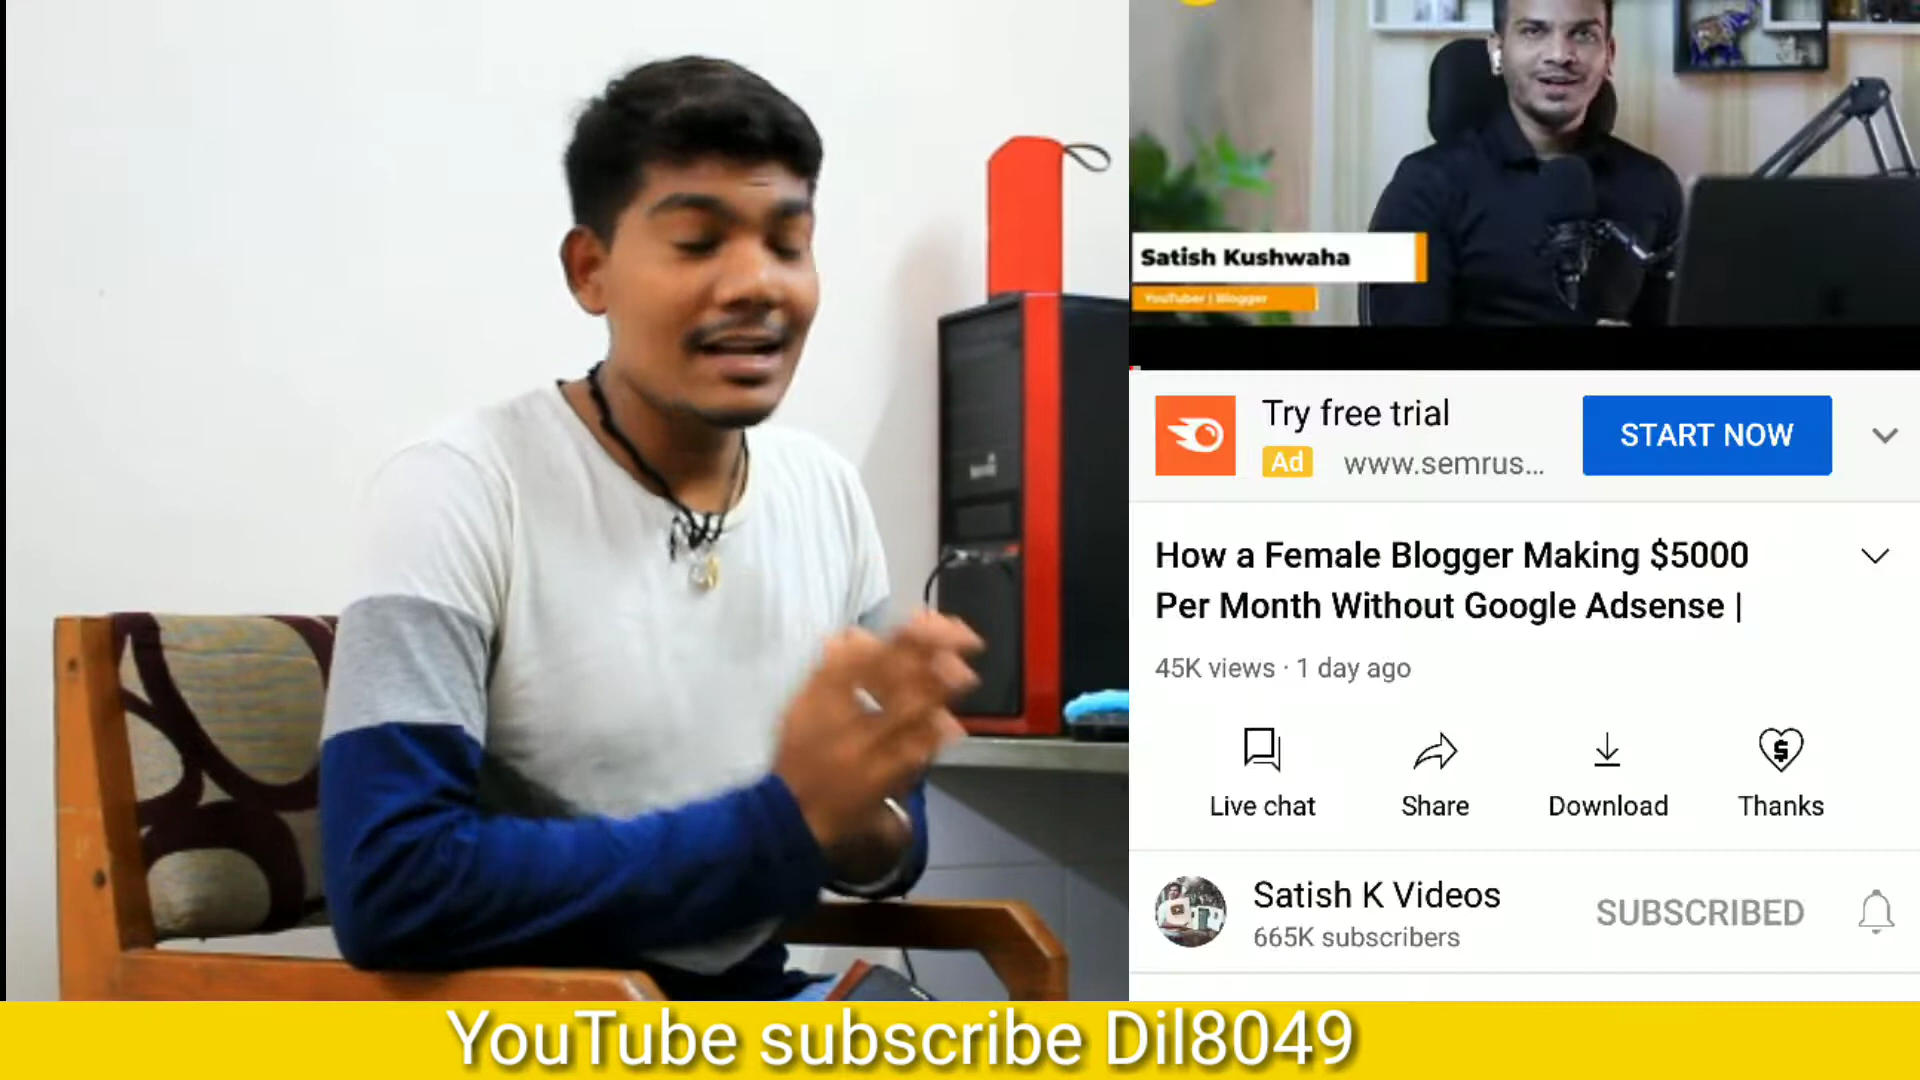 Satish Kushwaha
YouTuber | Blogger
Try free trial
Ad www.semrus...
START NOW
How a Female Blogger Making $5000
Per Month Without Google Adsense |
45K views · 1 day ago
Live chat
Share
Download
Thanks
Satish K Videos
665K subscribers
SUBSCRIBED
YouTube subscribe Dil8049